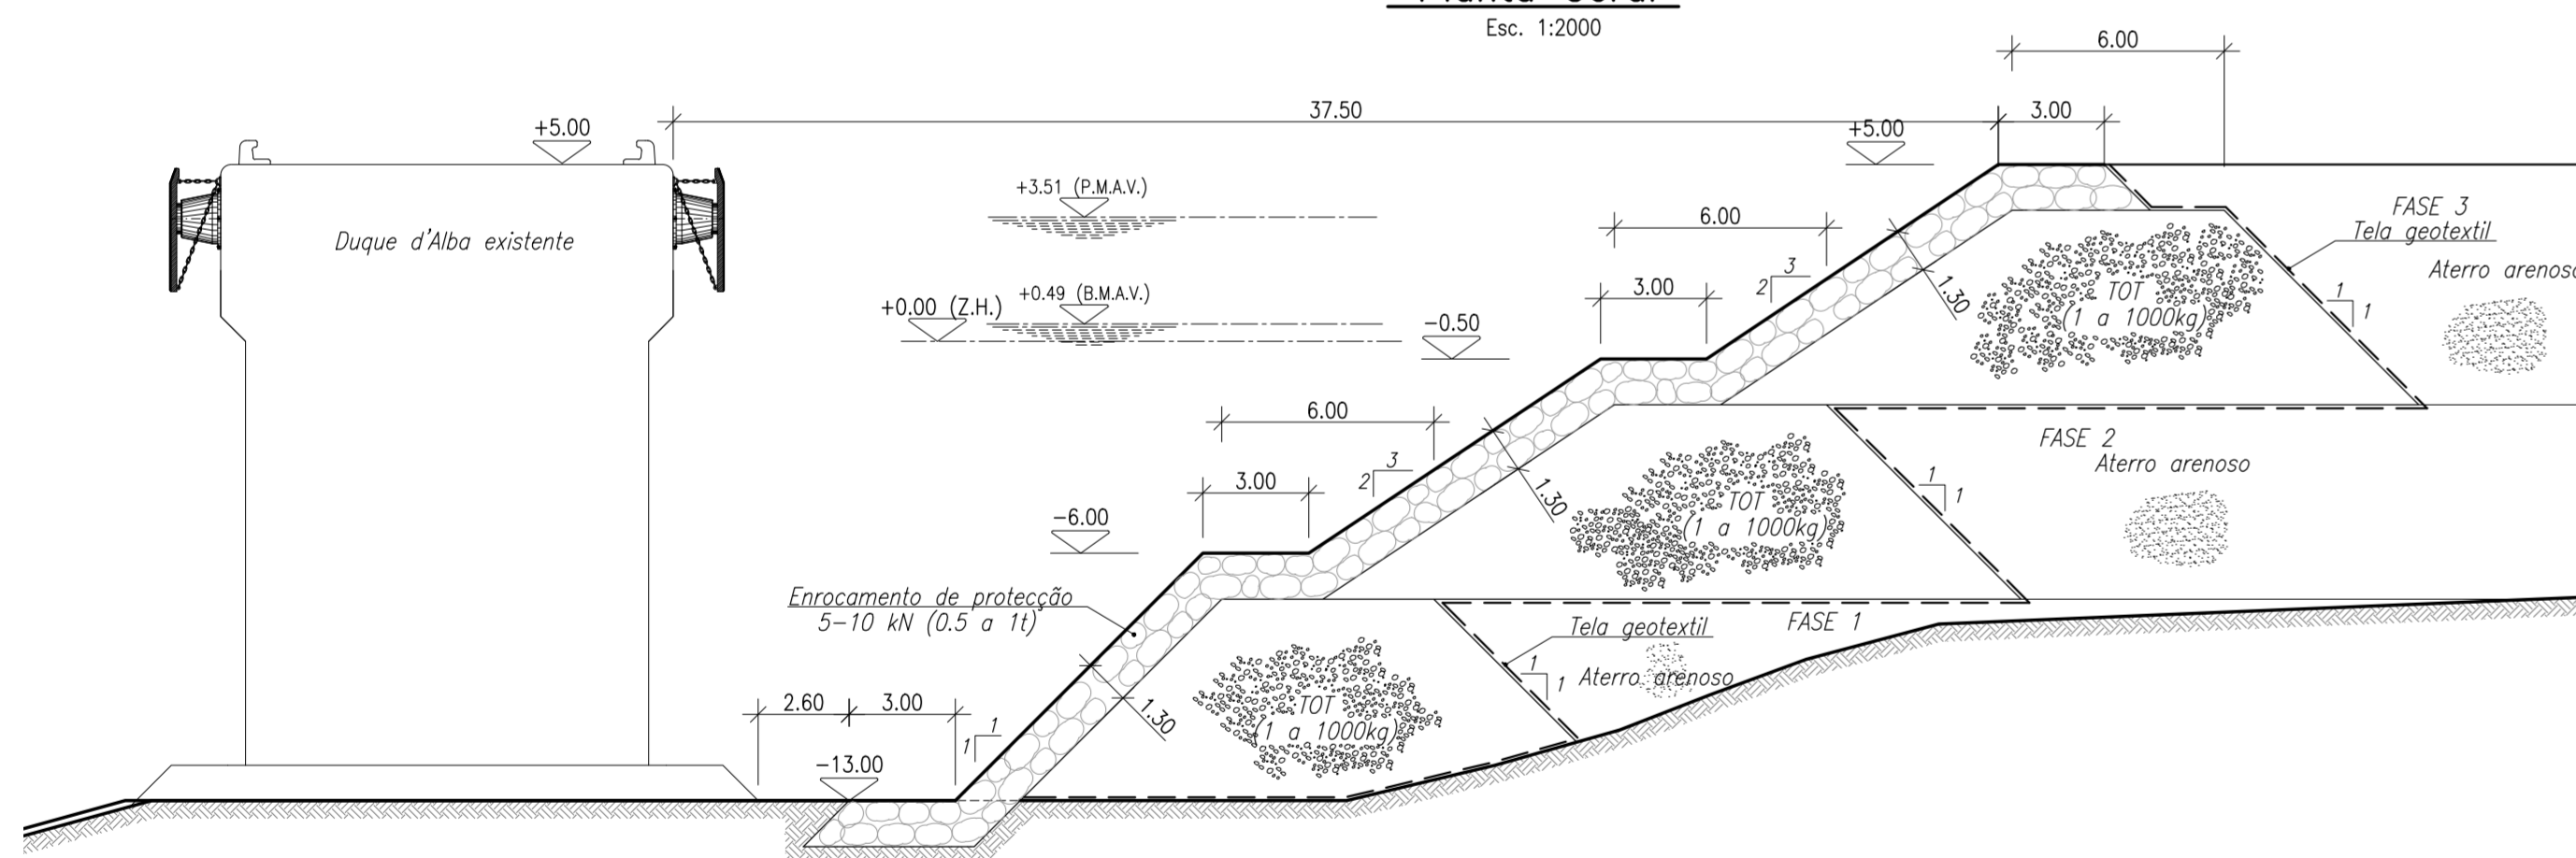 Planta Geral
Esc. 1:2000
6.00
37.50
3.00
+5.00
+5.00
+3.51 (P.M.A.V.)
6.00
FASE 3
Tela geotextil
Duque d'Alba existente
3
2
Aterro arenoso
+0.00 (Z.H.)
+0.49 (B.M.A.V.)
3.00
1.30
TOT
(1 a 1000kg)
1
1
-0.50
6.00
FASE 2
Aterro arenoso
3
2
3.00
1.30
TOT
(1 a 1000kg)
1
1
-6.00
Enrocamento de protecção
5-10 kN (0.5 a 1t)
Tela geotextil
FASE 1
1
1
Aterro arenoso
2.60
3.00
1.30
TOT
(1 a 1000kg)
1
1
-13.00